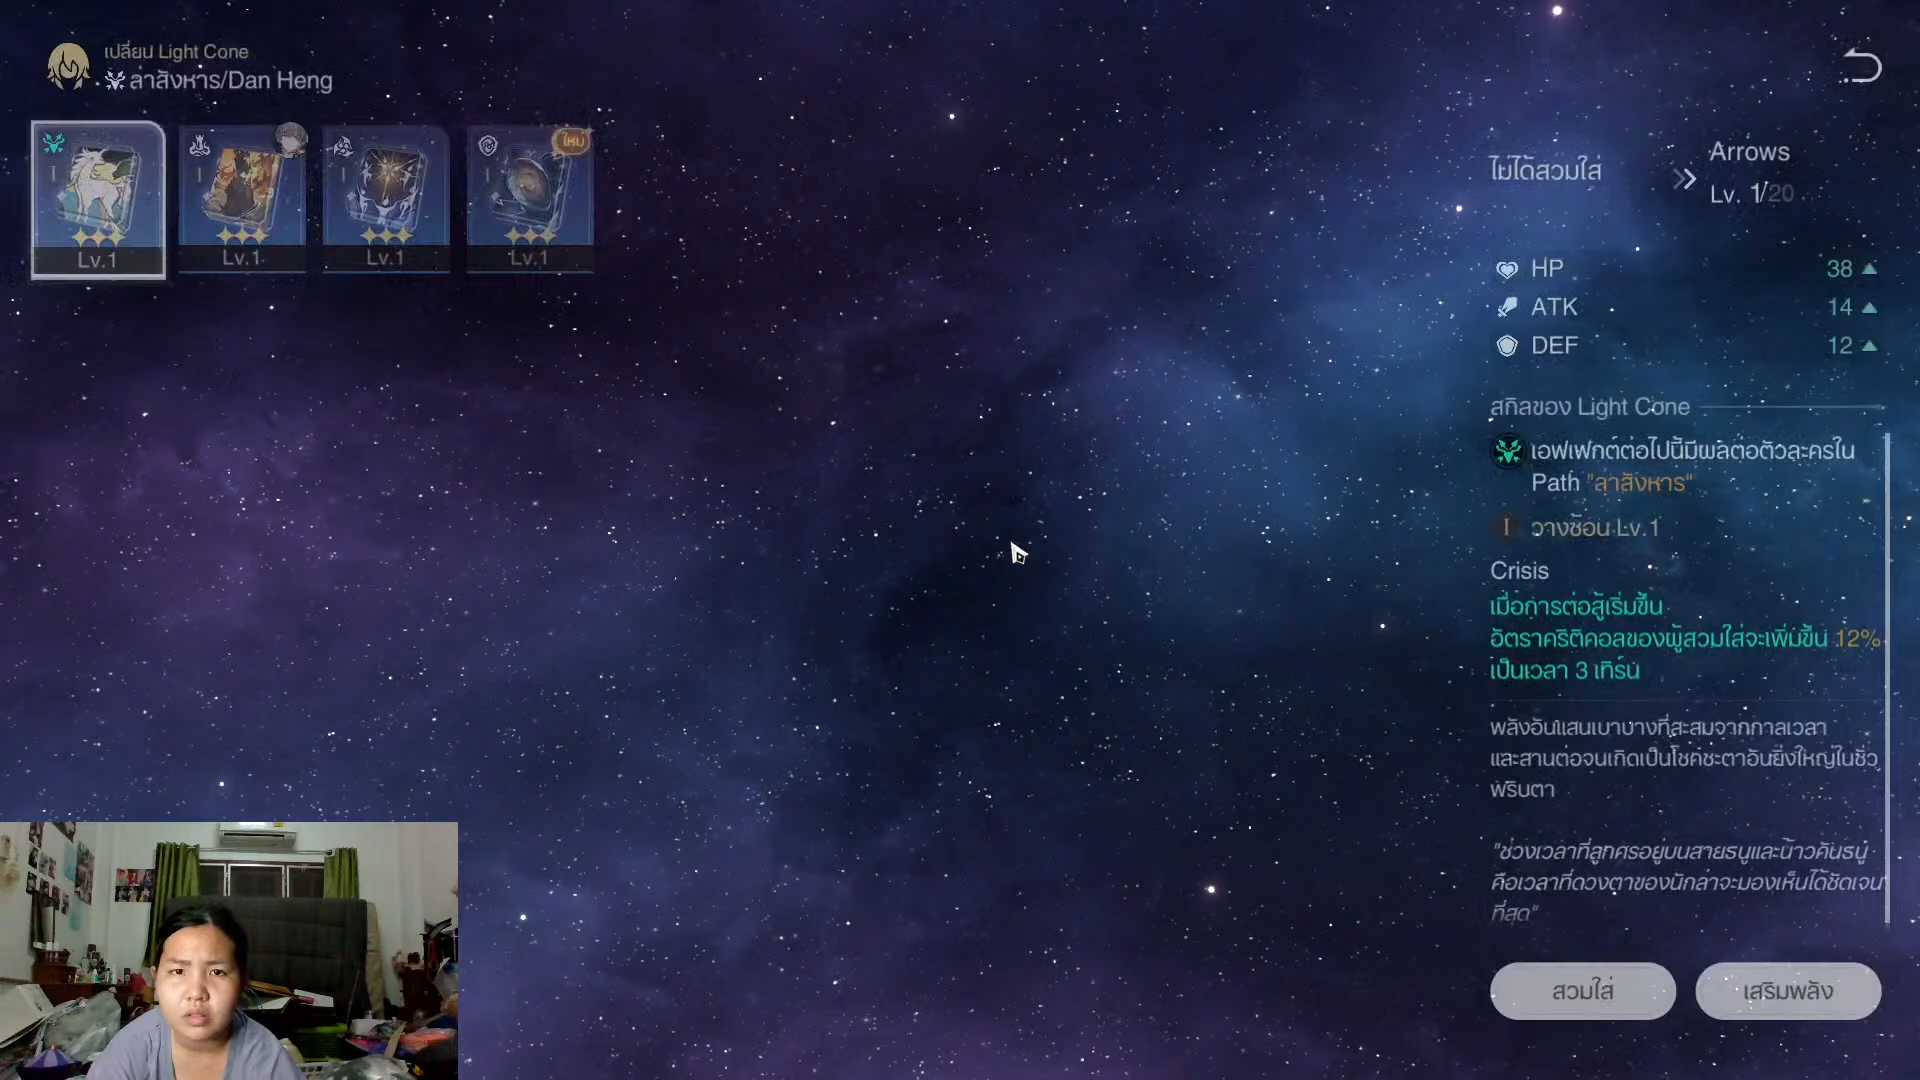 เปลี่ยน Light Cone
ล่าสังหาร/Dan Heng
I
Lv.1
I
Lv.1
I
Lv.1
I
ใหม่
Lv.1
ไม่ได้สวมใส่
Arrows
Lv. 1/20
HP 38
ATK 14
DEF 12
สกิลของ Light Cone
เอฟเฟกต์ต่อไปนี้มีผลต่อตัวละครใน
Path "ล่าสังหาร"
I วางซ้อน Lv.1
Crisis
เมื่อการต่อสู้เริ่มขึ้น
อัตราคริติคอลของผู้สวมใส่จะเพิ่มขึ้น 12%
เป็นเวลา 3 เทิร์น
พลังอันแสนเบาบางที่สะสมจากกาลเวลา
และสานต่อจนเกิดเป็นโชคชะตาอันยิ่งใหญ่ในชั่ว
พริบตา
"ช่วงเวลาที่ลูกศรอยู่บนสายธนูและน้าวคันธนู
คือเวลาที่ดวงตาของนักล่าจะมองเห็นได้ชัดเจน
ที่สุด"
สวมใส่
เสริมพลัง